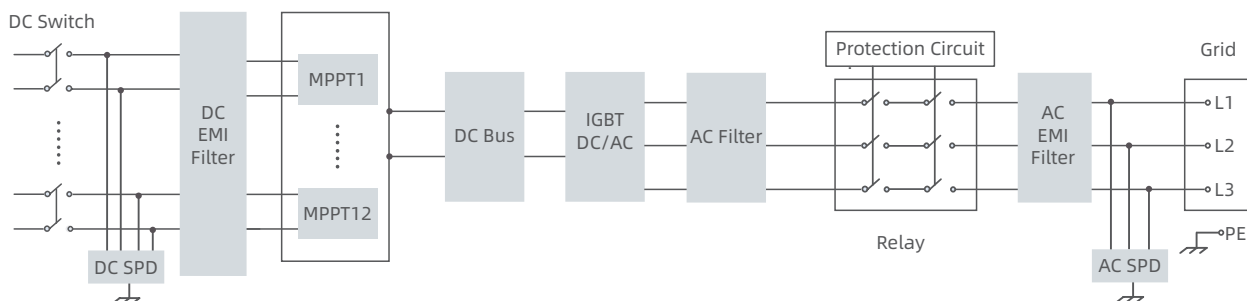 DC Switch
DC
EMI
Filter
DC SPD
MPPT1
MPPT12
DC Bus
IGBT
DC/AC
AC Filter
Protection Circuit
Relay
AC
EMI
Filter
AC SPD
Grid
L1
L2
L3
PE